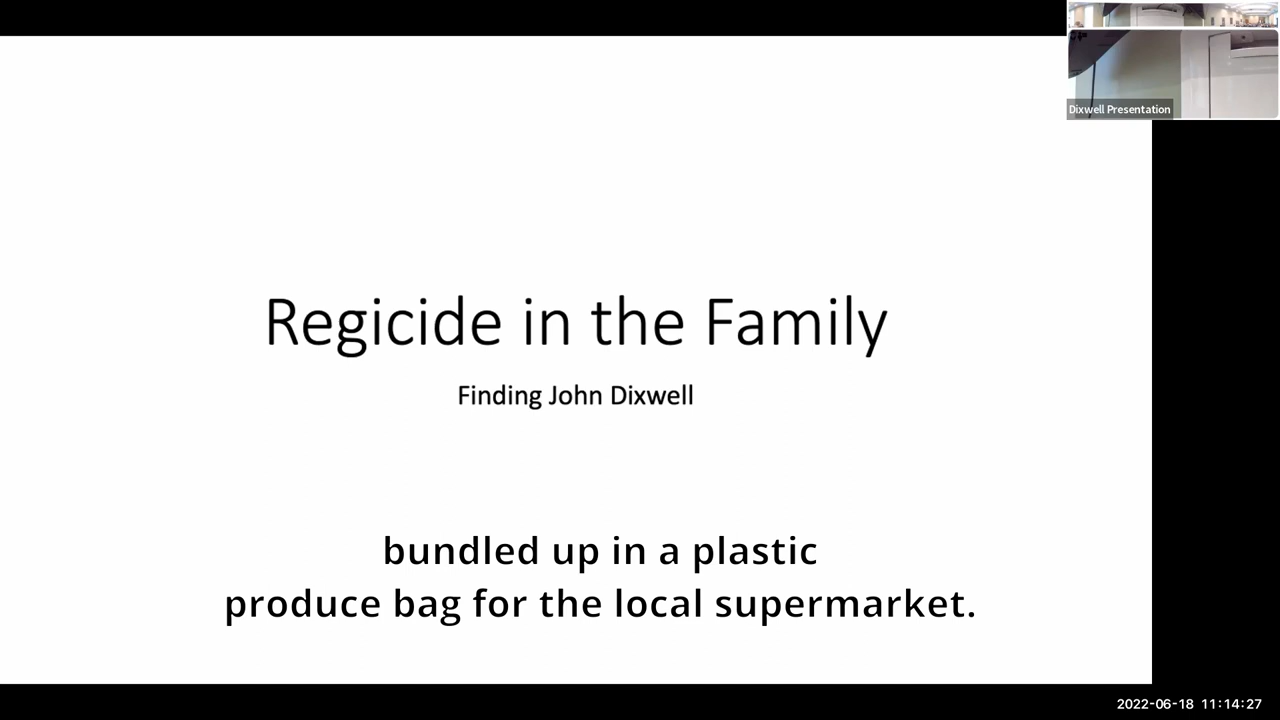 Dixwell Presentation
Regicide in the Family
Finding John Dixwell
bundled up in a plastic
produce bag for the local supermarket.
2022-06-18 11:14:27